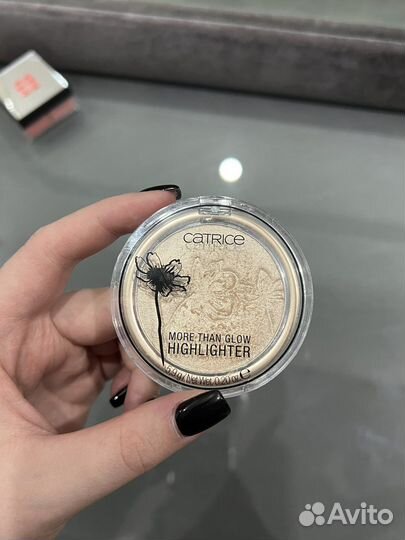 CATRICE
MORE THAN GLOW
HIGHLIGHTER
Avito